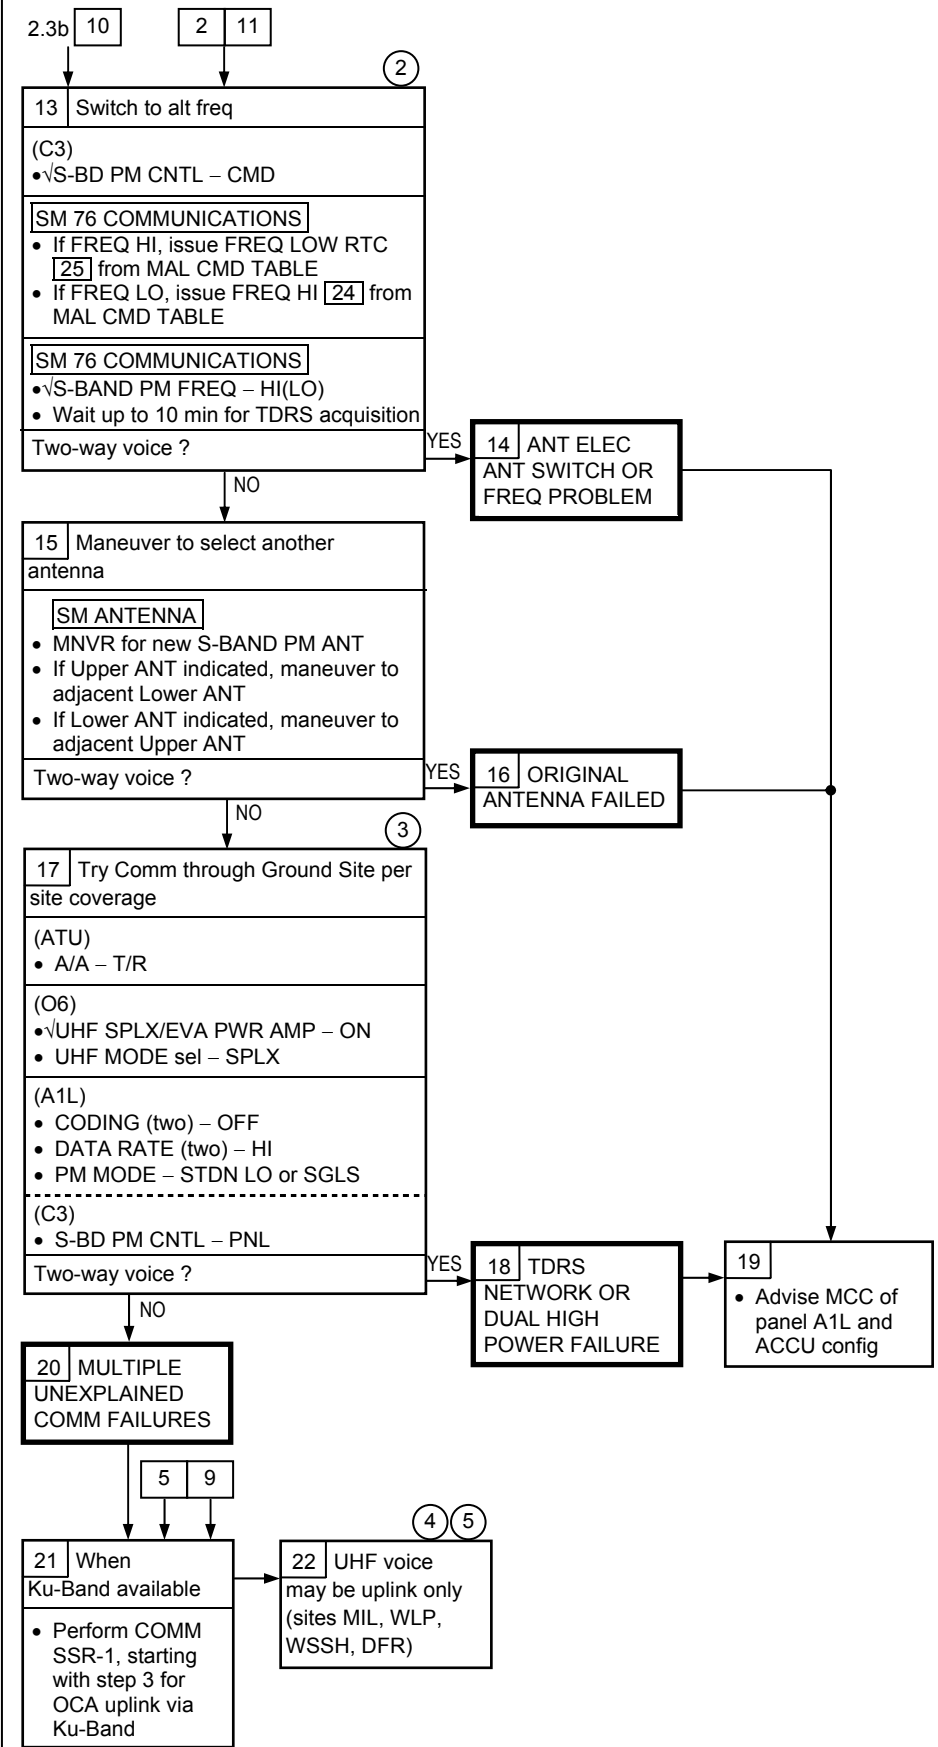 2.3b 10 2 11
2
13 Switch to alt freq
(C3)
•√S-BD PM CNTL – CMD
SM 76 COMMUNICATIONS
• If FREQ HI, issue FREQ LOW RTC
25 from MAL CMD TABLE
• If FREQ LO, issue FREQ HI 24 from
MAL CMD TABLE
SM 76 COMMUNICATIONS
•√S-BAND PM FREQ – HI(LO)
• Wait up to 10 min for TDRS acquisition
Two-way voice ?
YES
14 ANT ELEC
ANT SWITCH OR
FREQ PROBLEM
NO
15 Maneuver to select another
antenna
SM ANTENNA
• MNVR for new S-BAND PM ANT
• If Upper ANT indicated, maneuver to
adjacent Lower ANT
• If Lower ANT indicated, maneuver to
adjacent Upper ANT
Two-way voice ?
YES
16 ORIGINAL
ANTENNA FAILED
NO
3
17 Try Comm through Ground Site per
site coverage
(ATU)
• A/A – T/R
(O6)
•√UHF SPLX/EVA PWR AMP – ON
• UHF MODE sel – SPLX
(A1L)
• CODING (two) – OFF
• DATA RATE (two) – HI
• PM MODE – STDN LO or SGLS
(C3)
• S-BD PM CNTL – PNL
Two-way voice ?
YES
18 TDRS
NETWORK OR
DUAL HIGH
POWER FAILURE
19
• Advise MCC of
panel A1L and
ACCU config
NO
20 MULTIPLE
UNEXPLAINED
COMM FAILURES
5 9
4 5
21 When
Ku-Band available
• Perform COMM
SSR-1, starting
with step 3 for
OCA uplink via
Ku-Band
22 UHF voice
may be uplink only
(sites MIL, WLP,
WSSH, DFR)